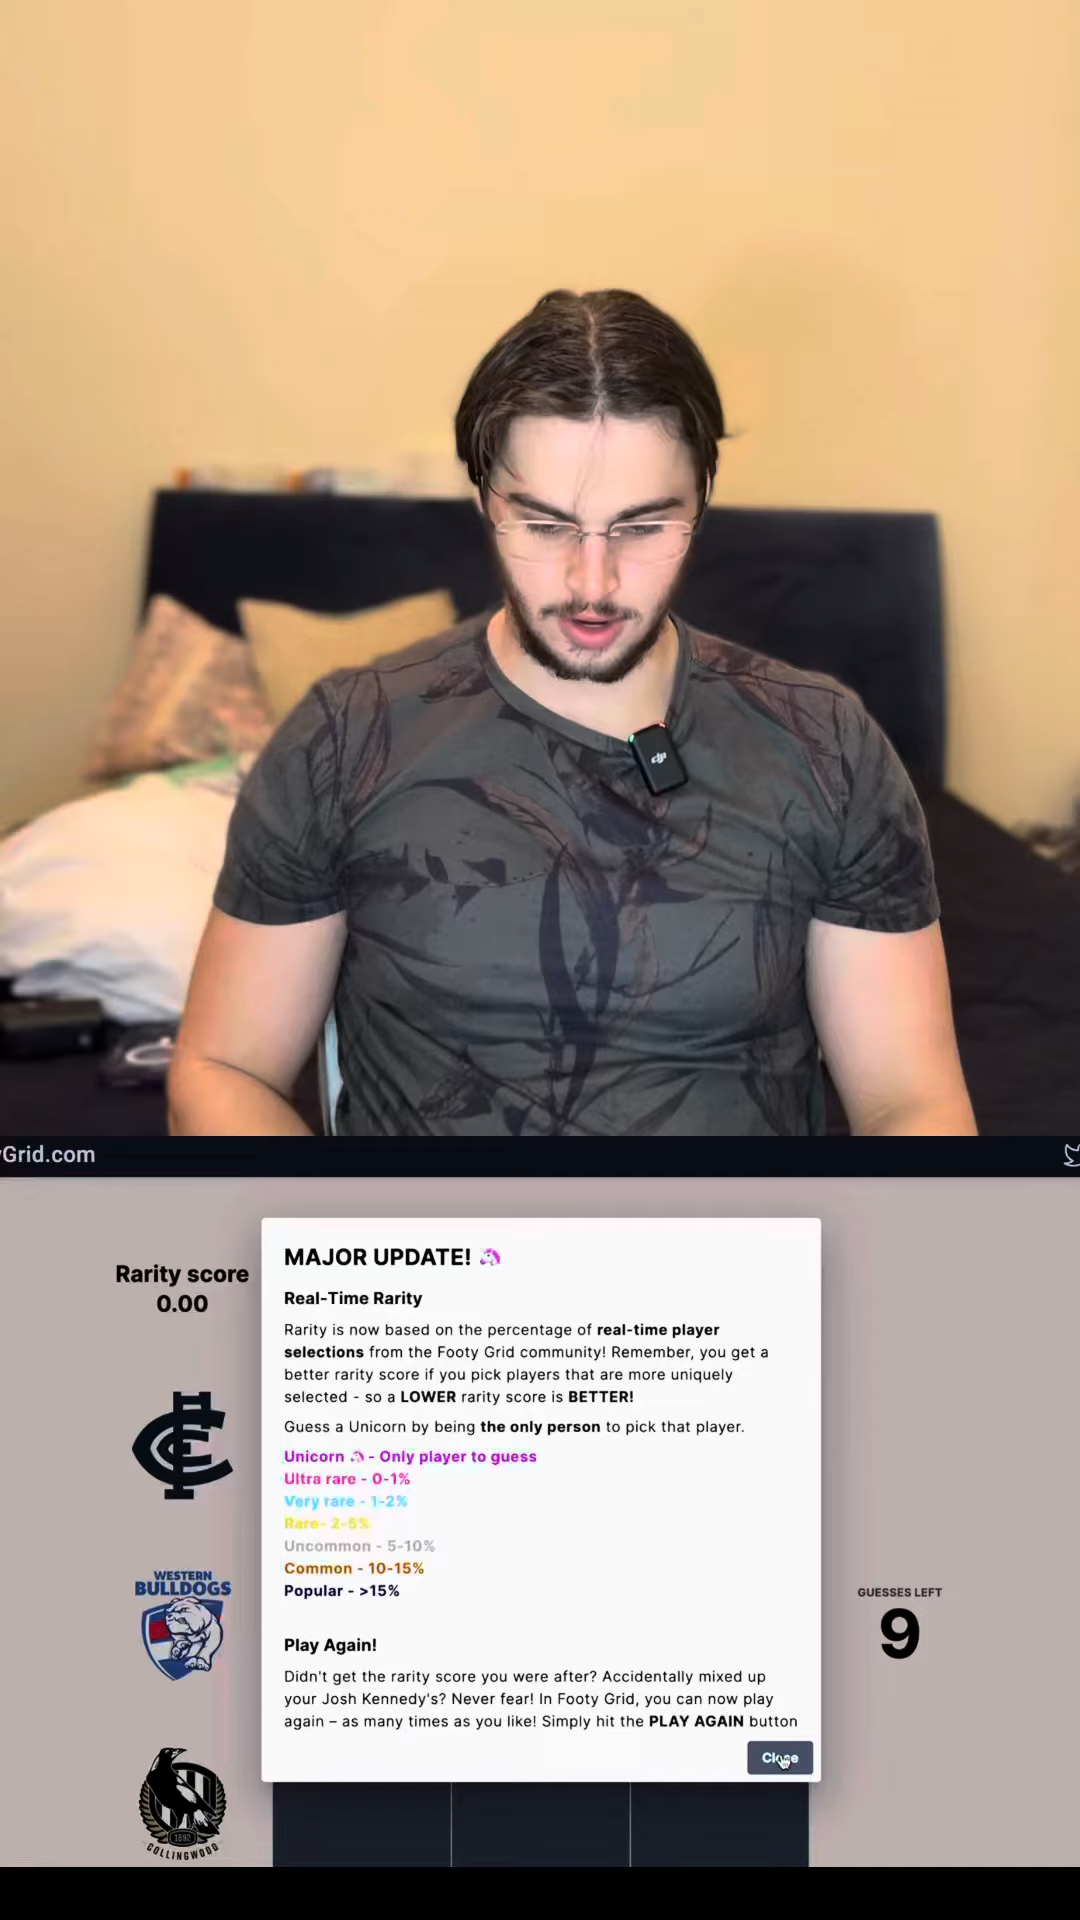 dji
Grid.com
Rarity score
0.00
MAJOR UPDATE!
Real-Time Rarity
Rarity is now based on the percentage of real-time player
selections from the Footy Grid community! Remember, you get a
better rarity score if you pick players that are more uniquely
selected - so a LOWER rarity score is BETTER!
Guess a Unicorn by being the only person to pick that player.
Unicorn 🦄 - Only player to guess
Ultra rare - 0-1%
Very rare - 1-2%
Rare- 2-5%
Uncommon - 5-10%
Common - 10-15%
Popular - >15%
Play Again!
Didn't get the rarity score you were after? Accidentally mixed up
your Josh Kennedy's? Never fear! In Footy Grid, you can now play
again – as many times as you like! Simply hit the PLAY AGAIN button
Close
WESTERN
BULLDOGS
1892
COLLINGWOOD
GUESSES LEFT
9